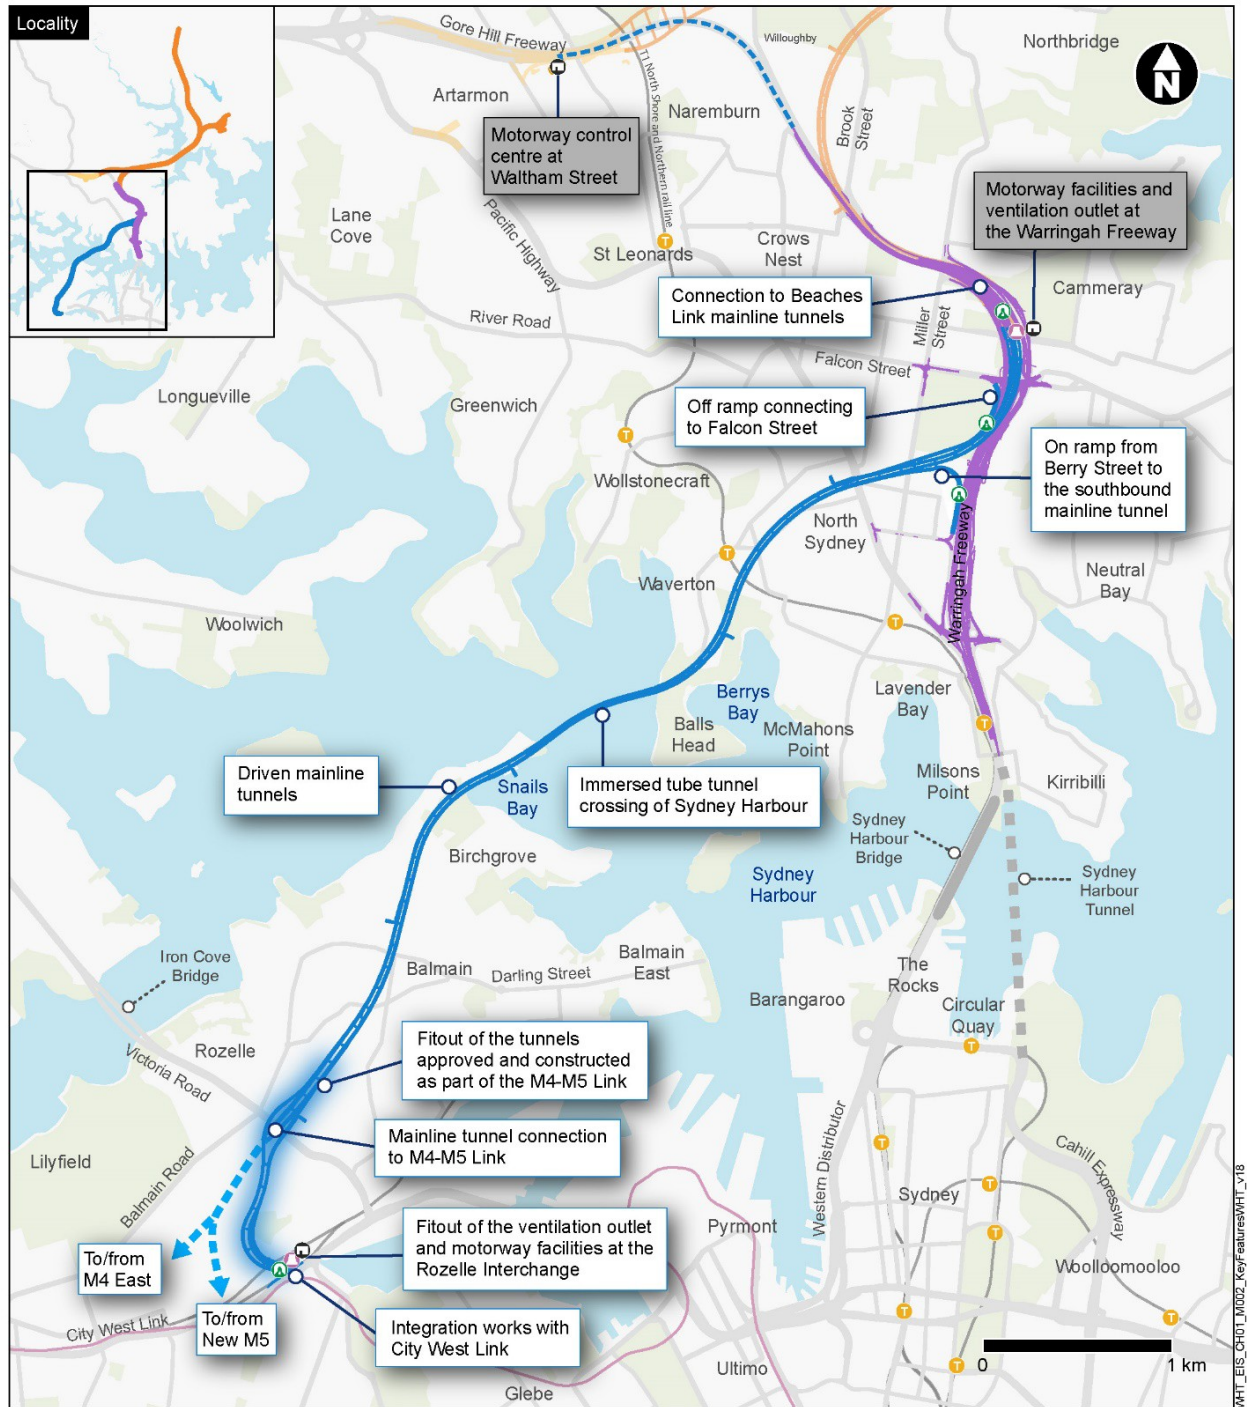 Locality
Gore Hill Freeway
Willoughby
Northbridge
N
T1 North Shore and Northern rail line
Artarmon
Naremburn
Brook
Street
Motorway control
centre at
Waltham Street
Motorway facilities and
ventilation outlet at
the Warringah Freeway
Lane
Cove
Pacific Highway
St Leonards
Crows
Nest
Connection to Beaches
Link mainline tunnels
Cammeray
River Road
Miller
Street
Falcon Street
Longueville
Greenwich
Off ramp connecting
to Falcon Street
On ramp from
Berry Street to
the southbound
mainline tunnel
Wollstonecraft
North
Sydney
Warringah Freeway
Waverton
Neutral
Bay
Woolwich
Berrys
Bay
Lavender
Bay
Balls
Head
McMahons
Point
Driven mainline
tunnels
Snails
Bay
Immersed tube tunnel
crossing of Sydney Harbour
Milsons
Point
Kirribilli
Birchgrove
Sydney
Harbour
Bridge
Sydney
Harbour
Sydney
Harbour
Tunnel
Iron Cove
Bridge
Balmain
Darling Street
Balmain
East
Barangaroo
The
Rocks
Circular
Quay
Victoria Road
Rozelle
Fitout of the tunnels
approved and constructed
as part of the M4-M5 Link
Mainline tunnel connection
to M4-M5 Link
Lilyfield
Balmain Road
Western Distributor
Cahill Expressway
Sydney
Pyrmont
Fitout of the ventilation outlet
and motorway facilities at the
Rozelle Interchange
To/from
M4 East
To/from
New M5
City West Link
Integration works with
City West Link
Woolloomooloo
Ultimo
Glebe
0
1 km
WHT_EIS_CH01_M002_KeyFeaturesWHT_v18
T
T
T
T
T
T
T
T
T
T
T
T
T